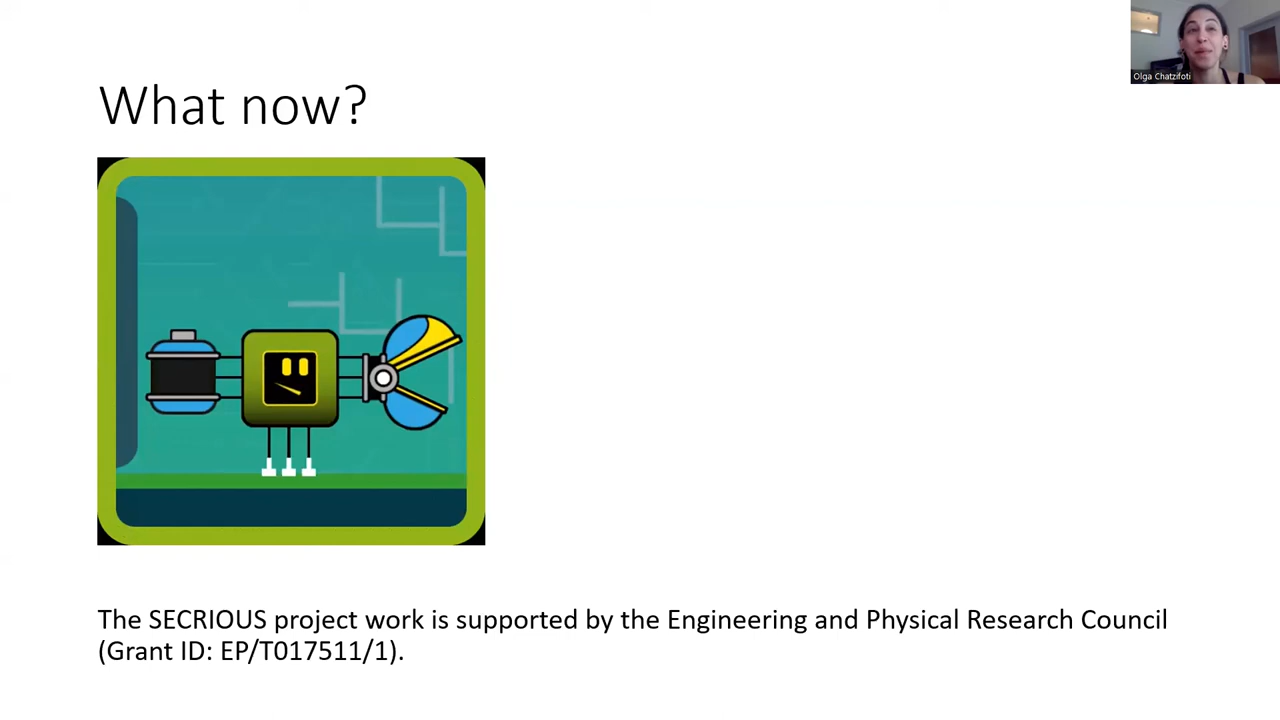 Olga Chatzifoti
What now?
The SECRIOUS project work is supported by the Engineering and Physical Research Council
(Grant ID: EP/T017511/1).